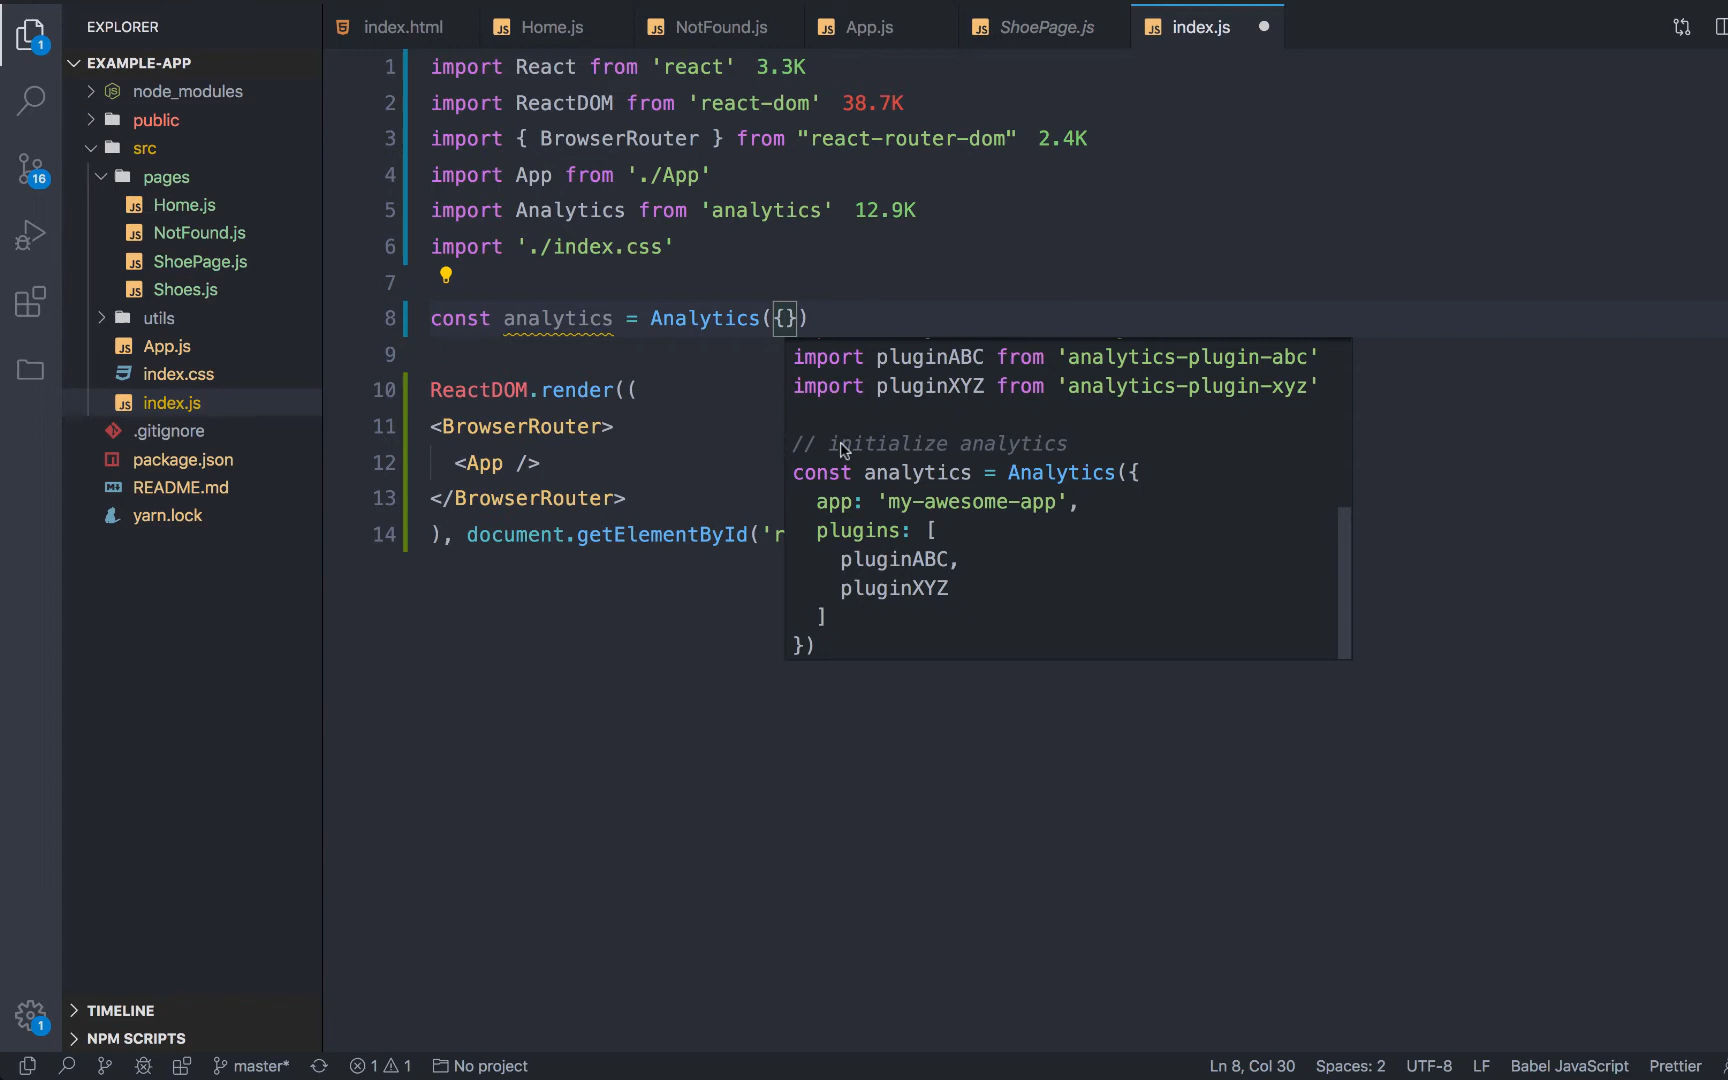 EXPLORER
index.html
Home.js
NotFound.js
App.js
ShoePage.js
index.js
1
16
EXAMPLE-APP
node_modules
public
src
pages
Home.js
NotFound.js
ShoePage.js
Shoes.js
utils
App.js
index.css
index.js
.gitignore
package.json
README.md
yarn.lock
TIMELINE
NPM SCRIPTS
1
1 import React from 'react' 3.3K
2 import ReactDOM from 'react-dom' 38.7K
3 import { BrowserRouter } from "react-router-dom" 2.4K
4 import App from './App'
5 import Analytics from 'analytics' 12.9K
6 import './index.css'
7
8 const analytics = Analytics({})
9
10 ReactDOM.render((
11 <BrowserRouter>
12 <App />
13 </BrowserRouter>
14 ), document.getElementById('r
import pluginABC from 'analytics-plugin-abc'
import pluginXYZ from 'analytics-plugin-xyz'
// initialize analytics
const analytics = Analytics({
app: 'my-awesome-app',
plugins: [
pluginABC,
pluginXYZ
]
})
master* 1 1 No project Ln 8, Col 30 Spaces: 2 UTF-8 LF Babel JavaScript Prettier